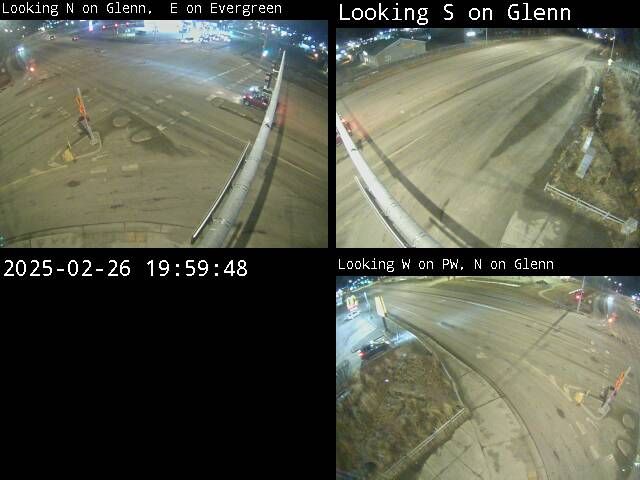 Looking N on Glenn, E on Evergreen
Looking S on Glenn
2025-02-26 19:59:48
Looking W on PW, N on Glenn